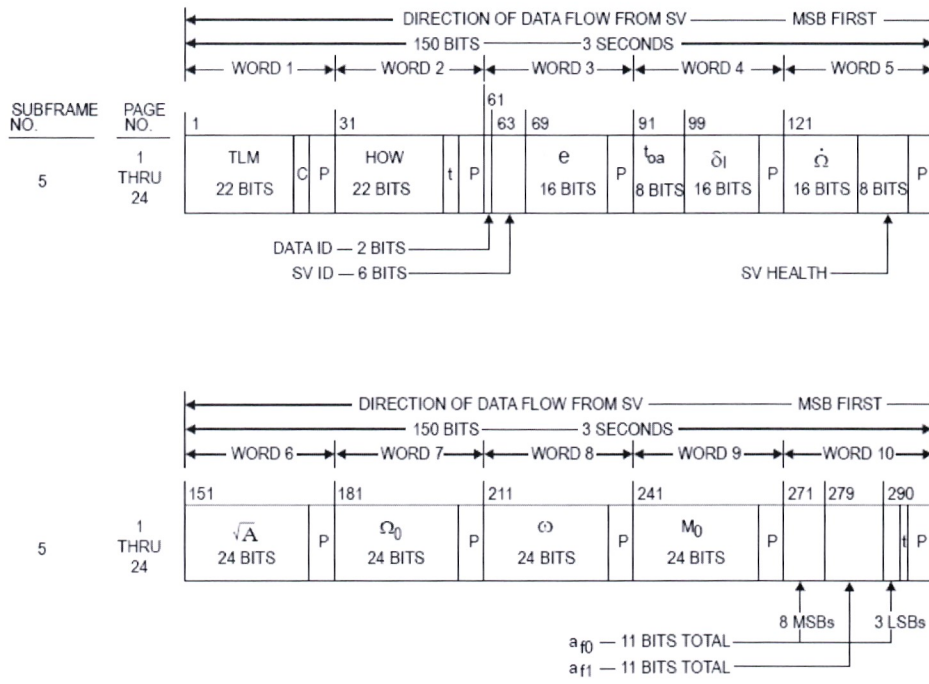 DIRECTION OF DATA FLOW FROM SV MSB FIRST
150 BITS 3 SECONDS
WORD 1 WORD 2 WORD 3 WORD 4 WORD 5
SUBFRAME NO. PAGE NO.
1 31 61 63 69 91 99 121
5
1 THRU 24
TLM 22 BITS
C
P
HOW 22 BITS
t
P
e 16 BITS
P
toa 8 BITS
δI 16 BITS
P
Ω̇ 16 BITS
8 BITS
P
DATA ID — 2 BITS
SV ID — 6 BITS
SV HEALTH
DIRECTION OF DATA FLOW FROM SV MSB FIRST
150 BITS 3 SECONDS
WORD 6 WORD 7 WORD 8 WORD 9 WORD 10
151 181 211 241 271 279 290
5
1 THRU 24
√A 24 BITS
P
Ω0 24 BITS
P
ω 24 BITS
P
M0 24 BITS
P
t
P
8 MSBs 3 LSBs
af0 — 11 BITS TOTAL
af1 — 11 BITS TOTAL